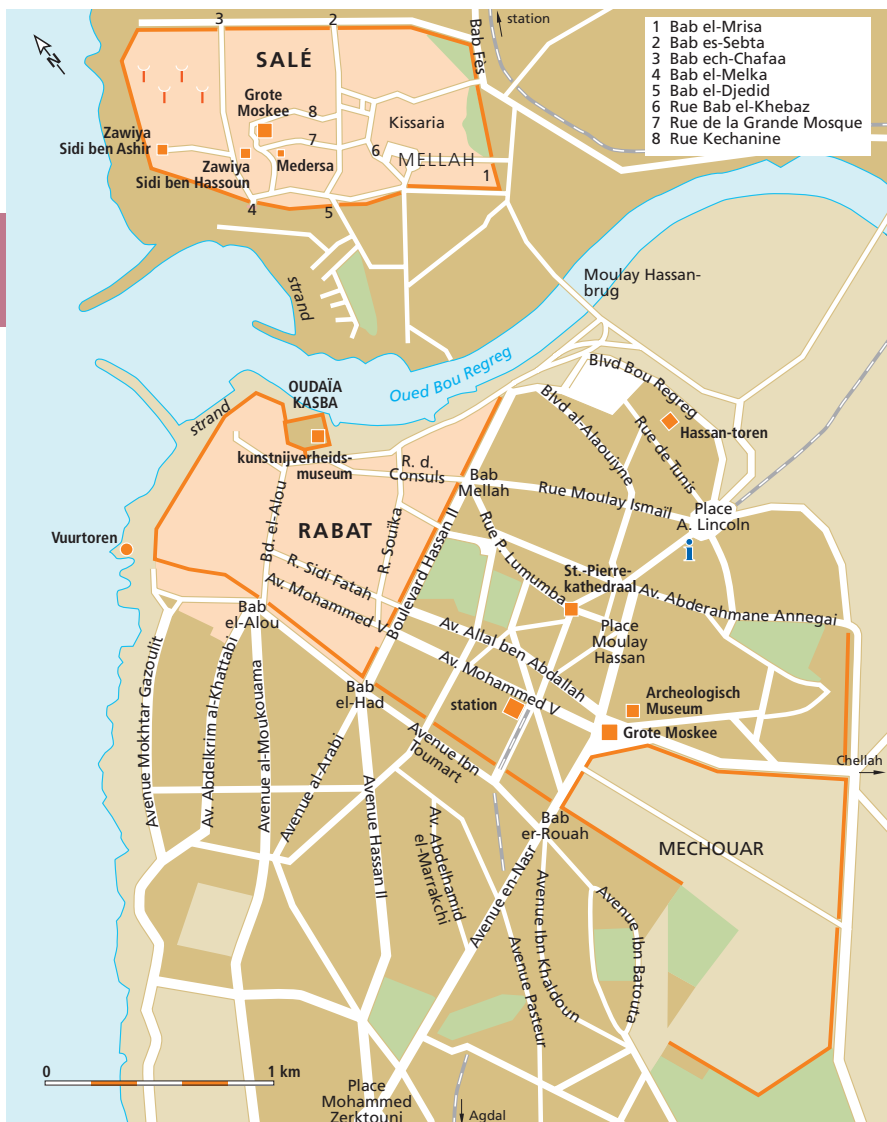 N
station
3
2
Bab Fès
1 Bab el-Mrisa
2 Bab es-Sebta
3 Bab ech-Chafaa
4 Bab el-Melka
5 Bab el-Djedid
6 Rue Bab el-Khebaz
7 Rue de la Grande Mosque
8 Rue Kechanine
SALÉ
Grote
Moskee
8
Kissaria
Zawiya
Sidi ben Ashir
7
6
MELLAH
Zawiya
Sidi ben Hassoun
Medersa
1
4
5
strand
Moulay Hassan-
brug
Oued Bou Regreg
Blvd Bou Regreg
OUDAÏA
KASBA
strand
Blvd al-Alaouiyne
Rue de Tunis
Hassan-toren
kunstnijverheids-
museum
R. d.
Consuls
Bab
Mellah
Rue Moulay Ismaïl
Place
A. Lincoln
i
Bd. el-Alou
RABAT
R. Souïka
Boulevard Hassan II
Rue P. Lumumba
Vuurtoren
R. Sidi Fatah
Av. Mohammed V
St.-Pierre-
kathedraal
Av. Abderahmane Annegai
Bab
el-Alou
Av. Allal ben Abdallah
Place
Moulay
Hassan
Av. Mohammed V
Bab
el-Had
station
Archeologisch
Museum
Grote Moskee
Avenue Mokhtar Gazoulit
Av. Abdelkrim al-Khattabi
Avenue al-Moukouama
Avenue al-Arabi
Avenue Hassan II
Avenue Ibn
Toumart
Chellah
Av. Abdelhamid
el-Marrakchi
Bab
er-Rouah
MECHOUAR
Avenue en-Nasr
Avenue Pasteur
Avenue Ibn Khaldoun
Avenue Ibn Batouta
0
1 km
Place
Mohammed
Zerktouni
Agdal